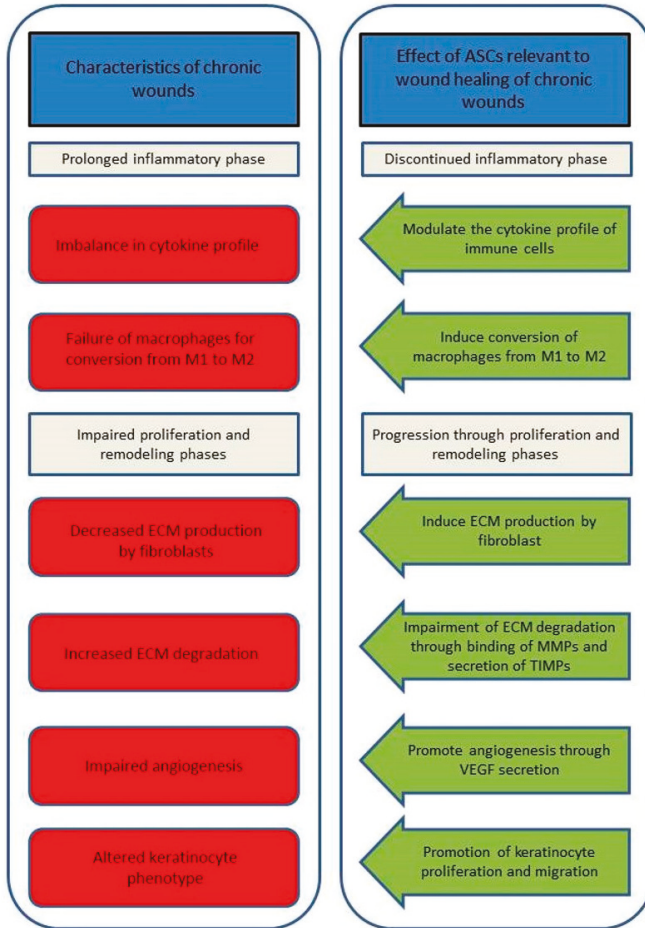 Characteristics of chronic
wounds
Prolonged inflammatory phase
Imbalance in cytokine profile
Failure of macrophages for
conversion from M1 to M2
Impaired proliferation and
remodeling phases
Decreased ECM production
by fibroblasts
Increased ECM degradation
Impaired angiogenesis
Altered keratinocyte
phenotype
Effect of ASCs relevant to
wound healing of chronic
wounds
Discontinued inflammatory phase
Modulate the cytokine profile of
immune cells
Induce conversion of
macrophages from M1 to M2
Progression through proliferation and
remodeling phases
Induce ECM production by
fibroblast
Impairment of ECM degradation
through binding of MMPs and
secretion of TIMPs
Promote angiogenesis through
VEGF secretion
Promotion of keratinocyte
proliferation and migration